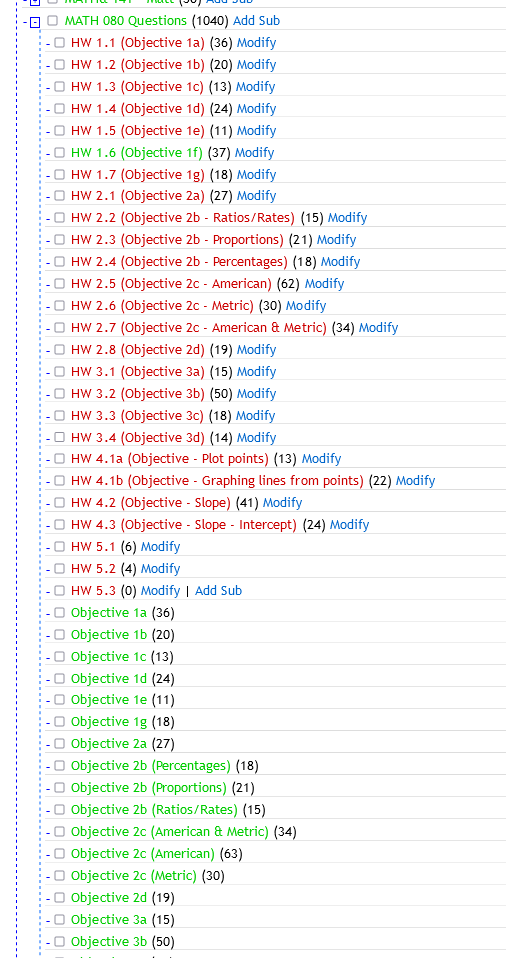 MATH 080 Questions (1040) Add Sub
HW 1.1 (Objective 1a) (36) Modify
HW 1.2 (Objective 1b) (20) Modify
HW 1.3 (Objective 1c) (13) Modify
HW 1.4 (Objective 1d) (24) Modify
HW 1.5 (Objective 1e) (11) Modify
HW 1.6 (Objective 1f) (37) Modify
HW 1.7 (Objective 1g) (18) Modify
HW 2.1 (Objective 2a) (27) Modify
HW 2.2 (Objective 2b - Ratios/Rates) (15) Modify
HW 2.3 (Objective 2b - Proportions) (21) Modify
HW 2.4 (Objective 2b - Percentages) (18) Modify
HW 2.5 (Objective 2c - American) (62) Modify
HW 2.6 (Objective 2c - Metric) (30) Modify
HW 2.7 (Objective 2c - American & Metric) (34) Modify
HW 2.8 (Objective 2d) (19) Modify
HW 3.1 (Objective 3a) (15) Modify
HW 3.2 (Objective 3b) (50) Modify
HW 3.3 (Objective 3c) (18) Modify
HW 3.4 (Objective 3d) (14) Modify
HW 4.1a (Objective - Plot points) (13) Modify
HW 4.1b (Objective - Graphing lines from points) (22) Modify
HW 4.2 (Objective - Slope) (41) Modify
HW 4.3 (Objective - Slope - Intercept) (24) Modify
HW 5.1 (6) Modify
HW 5.2 (4) Modify
HW 5.3 (0) Modify | Add Sub
Objective 1a (36)
Objective 1b (20)
Objective 1c (13)
Objective 1d (24)
Objective 1e (11)
Objective 1g (18)
Objective 2a (27)
Objective 2b (Percentages) (18)
Objective 2b (Proportions) (21)
Objective 2b (Ratios/Rates) (15)
Objective 2c (American & Metric) (34)
Objective 2c (American) (63)
Objective 2c (Metric) (30)
Objective 2d (19)
Objective 3a (15)
Objective 3b (50)